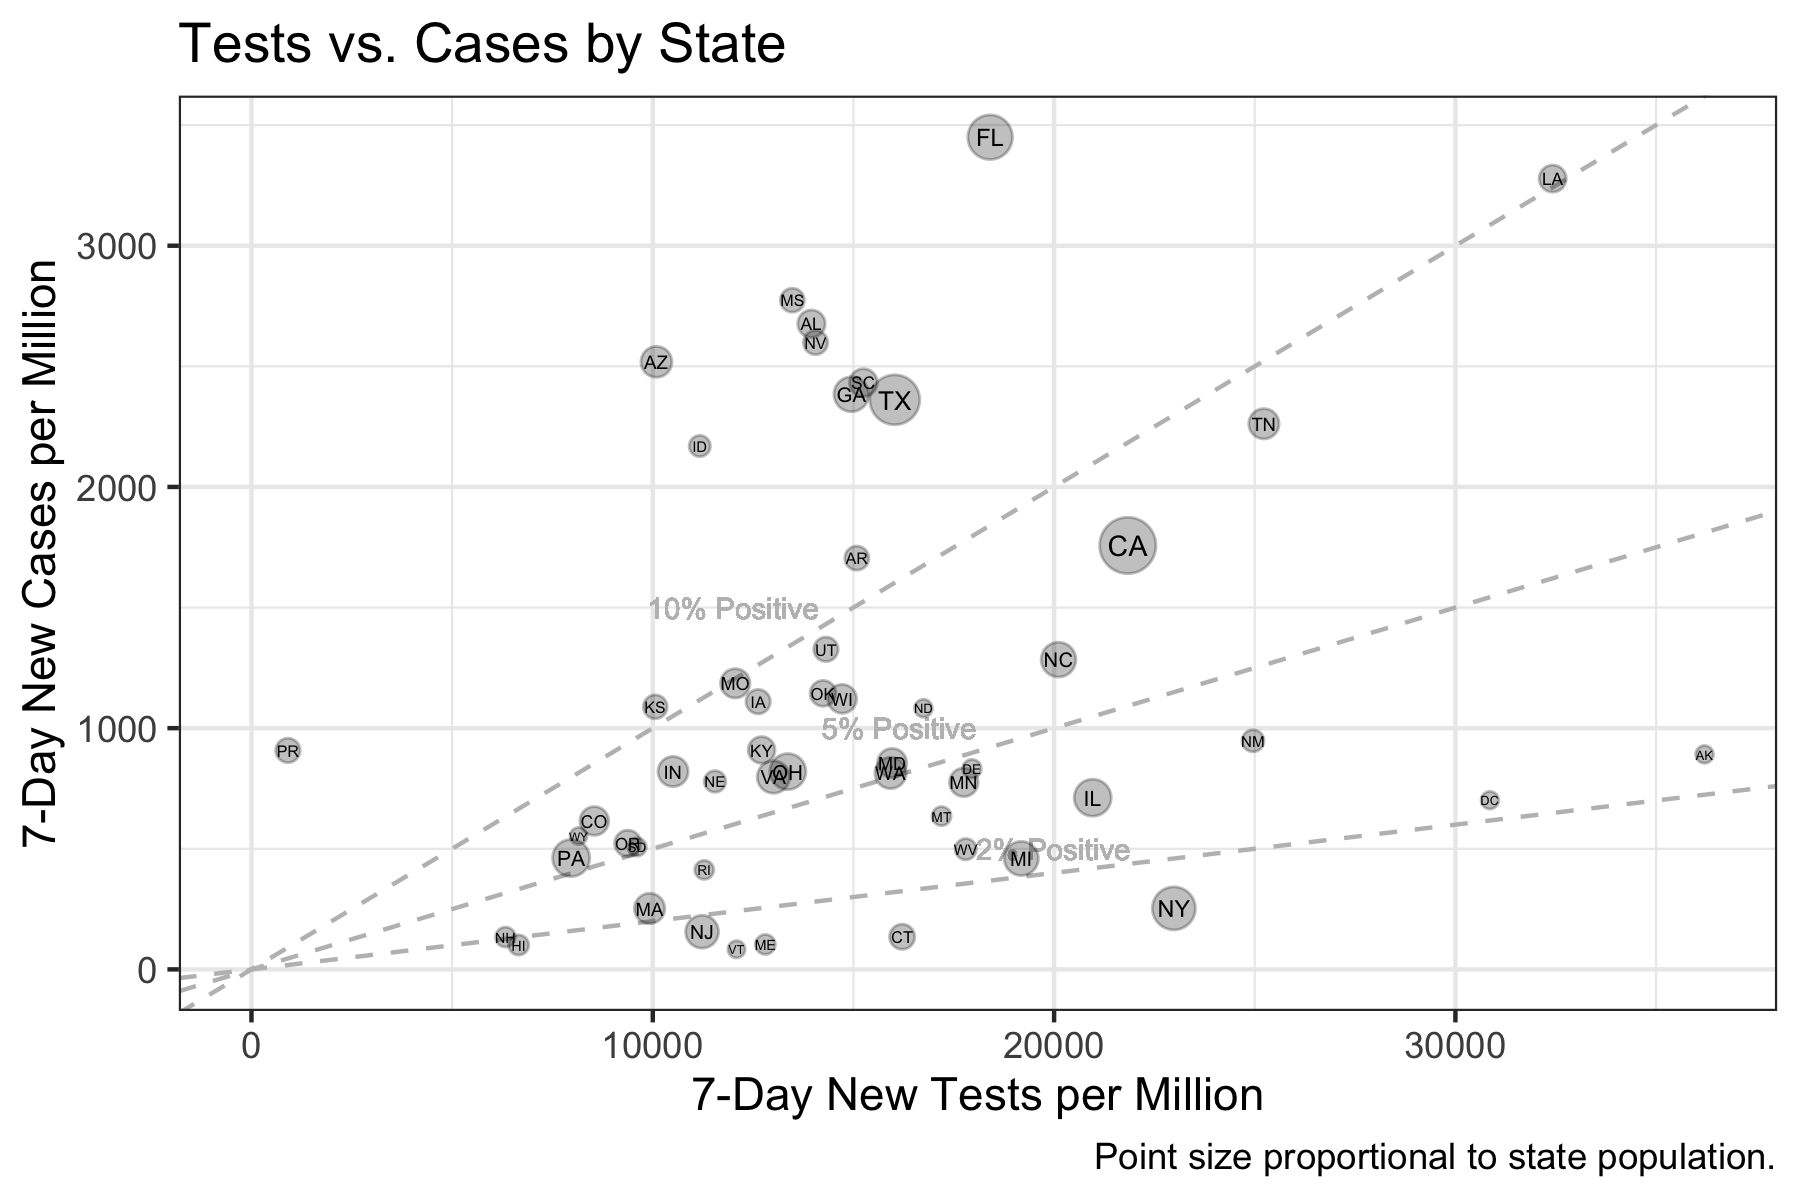 Tests vs. Cases by State
7-Day New Cases per Million
3000
2000
1000
0
FL
LA
MS
AL
NV
AZ
SC
GA
TX
TN
ID
CA
AR
10% Positive
UT
NC
MO
OK
WI
IA
KS
ND
5% Positive
NM
PR
KY
AK
MD
WA
DE
IN
VA
OH
NE
MN
IL
DC
MT
CO
WY
OR
SD
WV
2% Positive
PA
MI
RI
MA
NY
NJ
CT
NH
HI
VT
ME
0
10000
20000
30000
7-Day New Tests per Million
Point size proportional to state population.